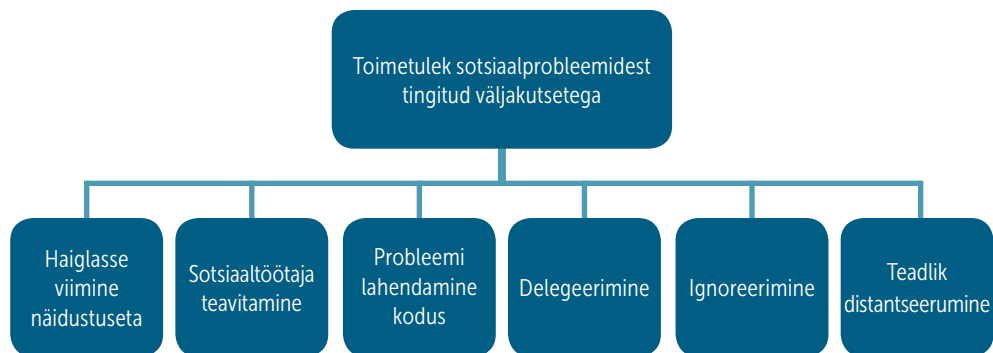 Toimetulek sotsiaalprobleemidest
tingitud väljakutsetega
Haiglasse
viimine
näidustuseta
Sotsiaaltöötaja
teavitamine
Probleemi
lahendamine
kodus
Delegeerimine
Ignoreerimine
Teadlik
distantseerumine